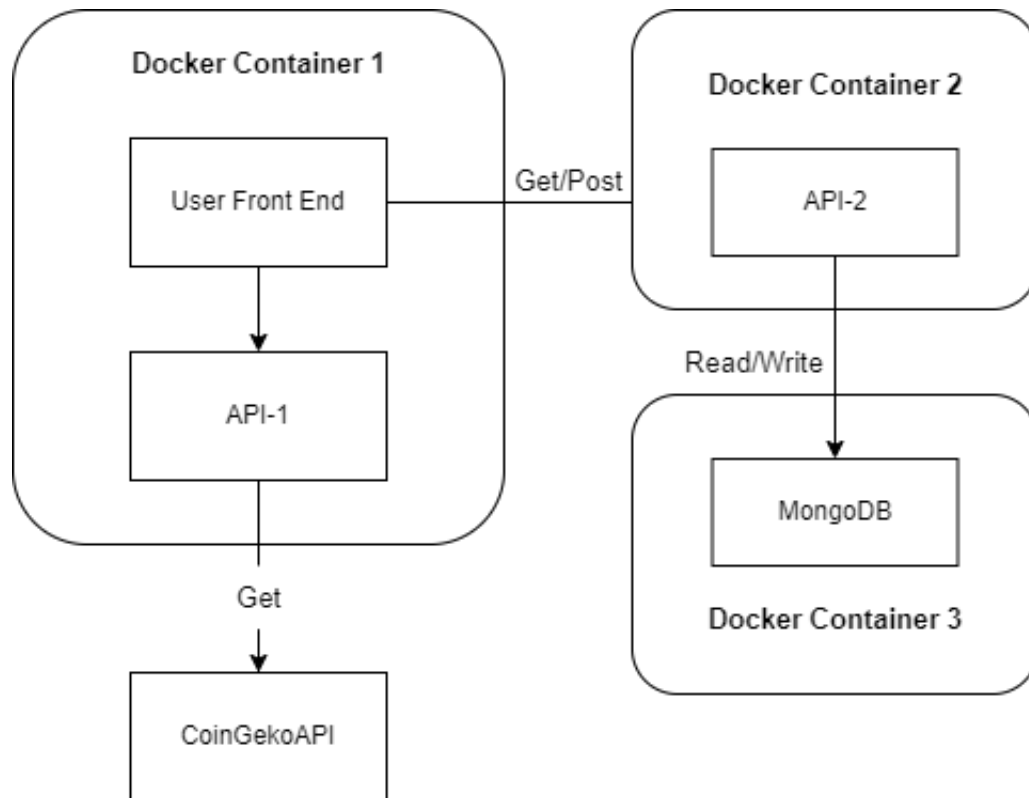 Docker Container 1
User Front End
API-1
Get
CoinGekoAPI
Get/Post
Docker Container 2
API-2
Read/Write
MongoDB
Docker Container 3